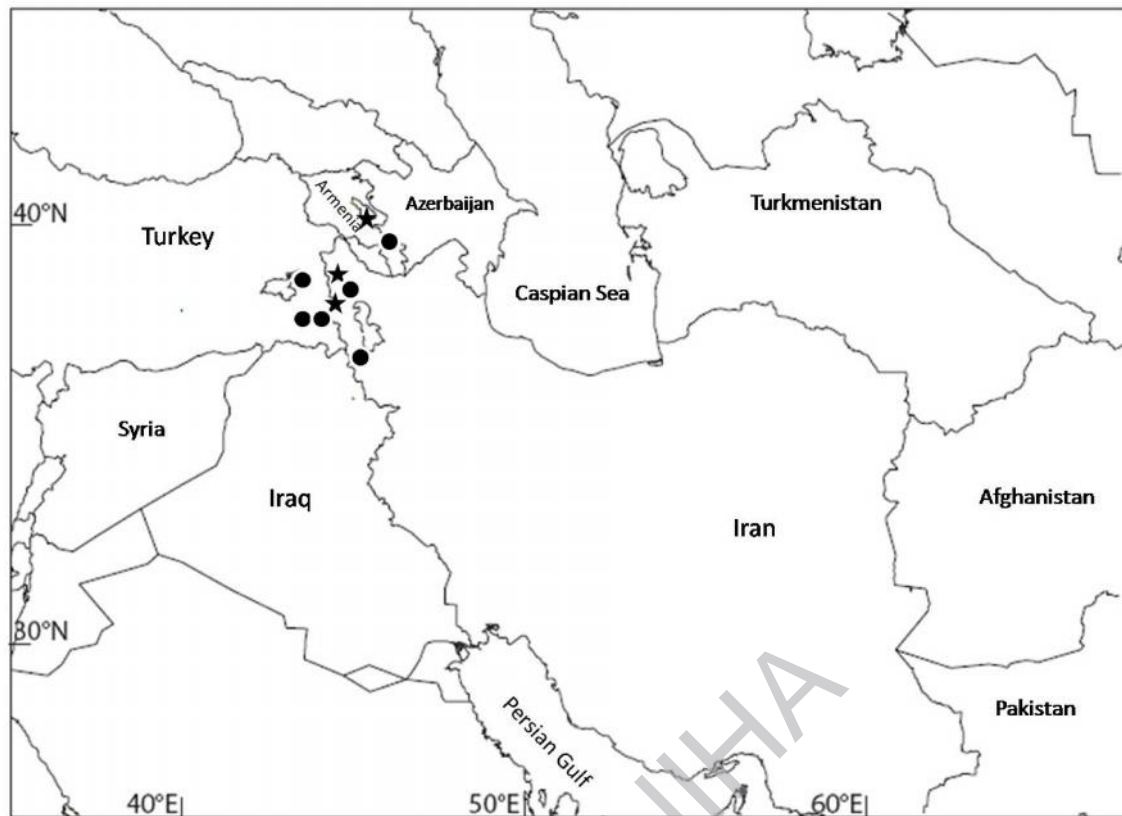 Armenia
Azerbaijan
Turkmenistan
40°N
Turkey
Caspian Sea
Syria
Iraq
Iran
Afghanistan
30°N
Persian Gulf
Pakistan
40°E
50°E
60°E